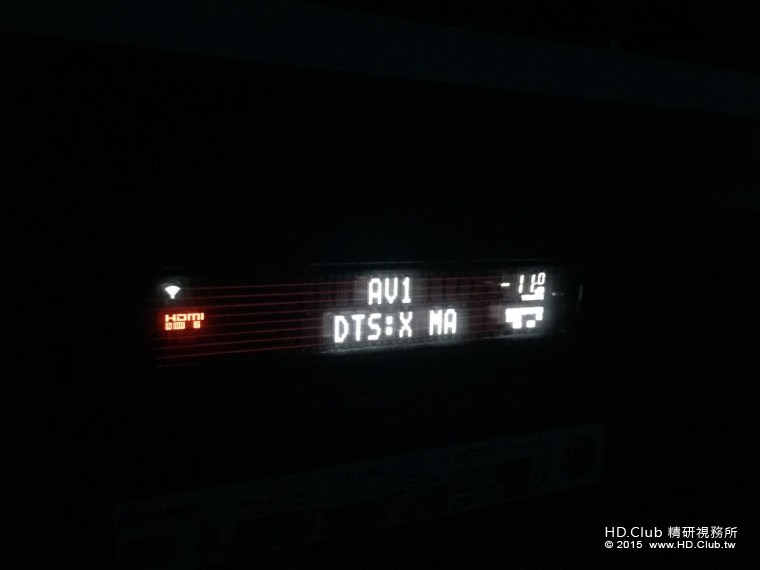 AV1
-11.0
HDMI
DTS:X MA
HD.Club 精研視務所
© 2015 www.HD.Club.tw